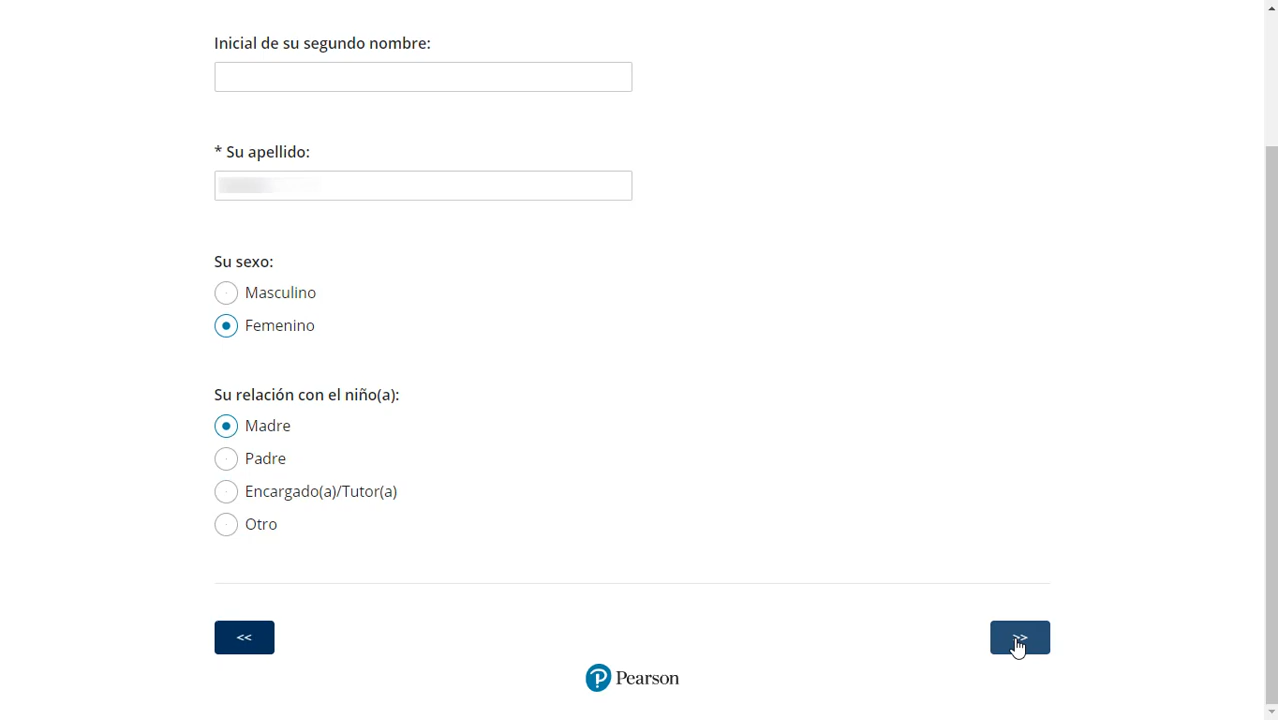 Inicial de su segundo nombre:
* Su apellido:
Su sexo:
Masculino
Femenino
Su relación con el niño(a):
Madre
Padre
Encargado(a)/Tutor(a)
Otro
<< >>
Pearson